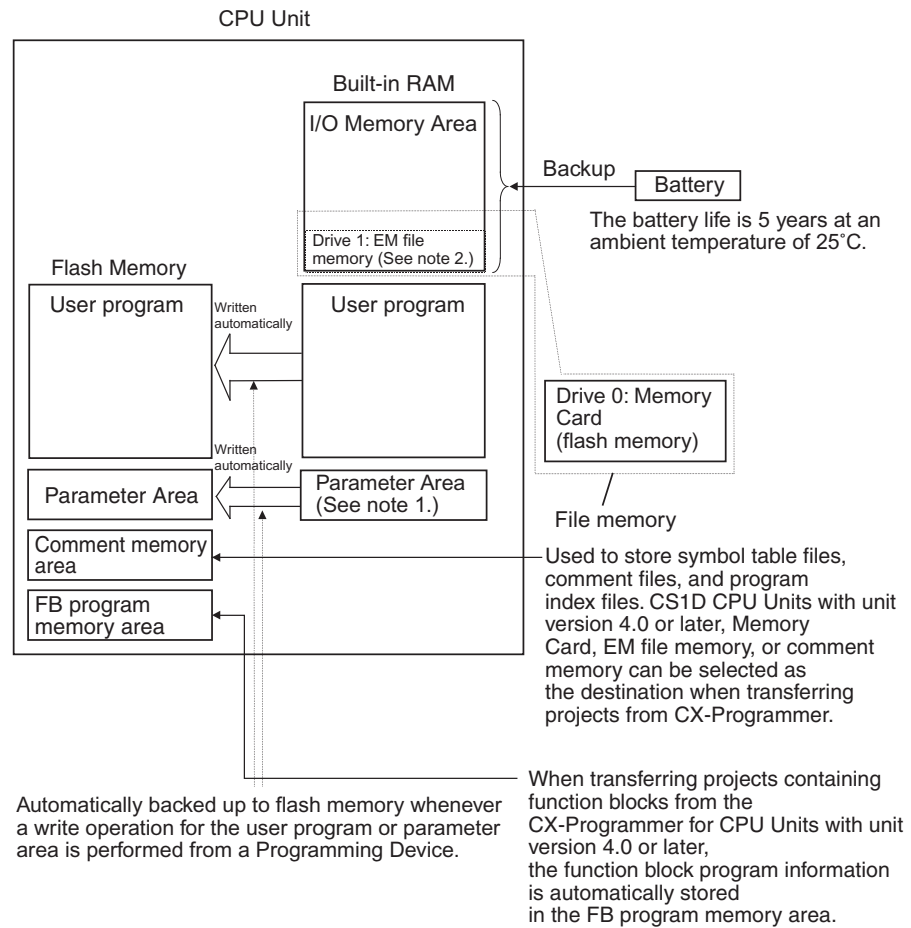 CPU Unit
Built-in RAM
I/O Memory Area
Backup
Battery
The battery life is 5 years at an
ambient temperature of 25˚C.
Drive 1: EM file
memory (See note 2.)
Flash Memory
User program
Written
automatically
User program
Drive 0: Memory
Card
(flash memory)
Written
automatically
Parameter Area
Parameter Area
(See note 1.)
File memory
Comment memory
area
Used to store symbol table files,
comment files, and program
index files. CS1D CPU Units with unit
version 4.0 or later, Memory
Card, EM file memory, or comment
memory can be selected as
the destination when transferring
projects from CX-Programmer.
FB program
memory area
Automatically backed up to flash memory whenever
a write operation for the user program or parameter
area is performed from a Programming Device.
When transferring projects containing
function blocks from the
CX-Programmer for CPU Units with unit
version 4.0 or later,
the function block program information
is automatically stored
in the FB program memory area.